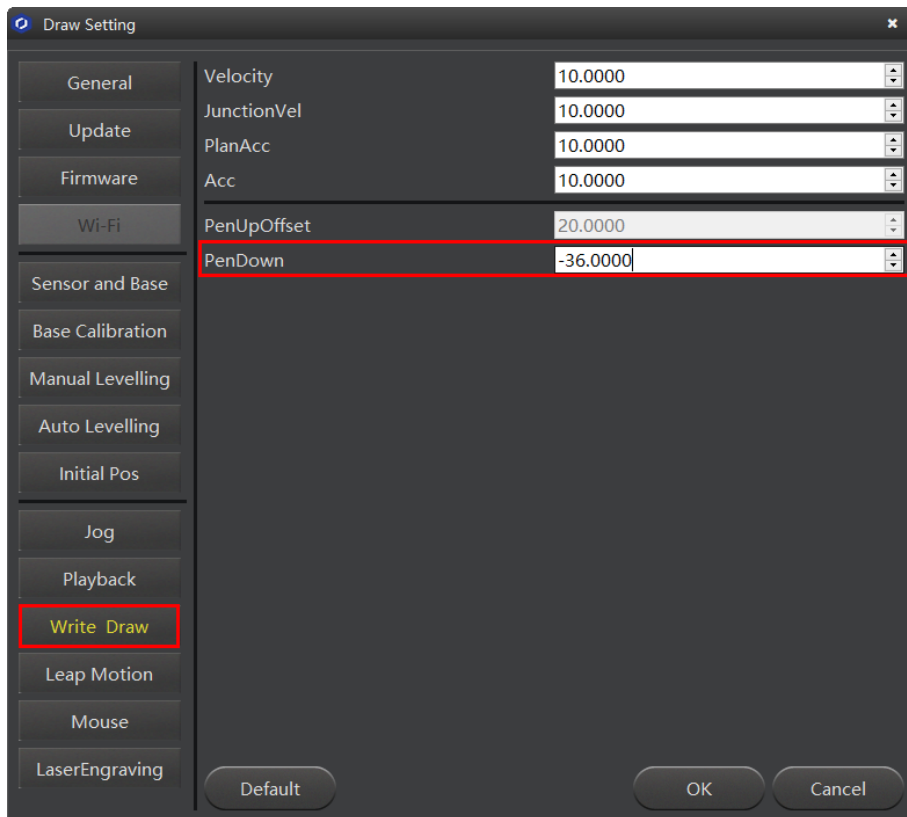 Draw Setting
General
Update
Firmware
Wi-Fi
Sensor and Base
Base Calibration
Manual Levelling
Auto Levelling
Initial Pos
Jog
Playback
Write Draw
Leap Motion
Mouse
LaserEngraving
Velocity 10.0000
JunctionVel 10.0000
PlanAcc 10.0000
Acc 10.0000
PenUpOffset 20.0000
PenDown -36.0000
Default OK Cancel